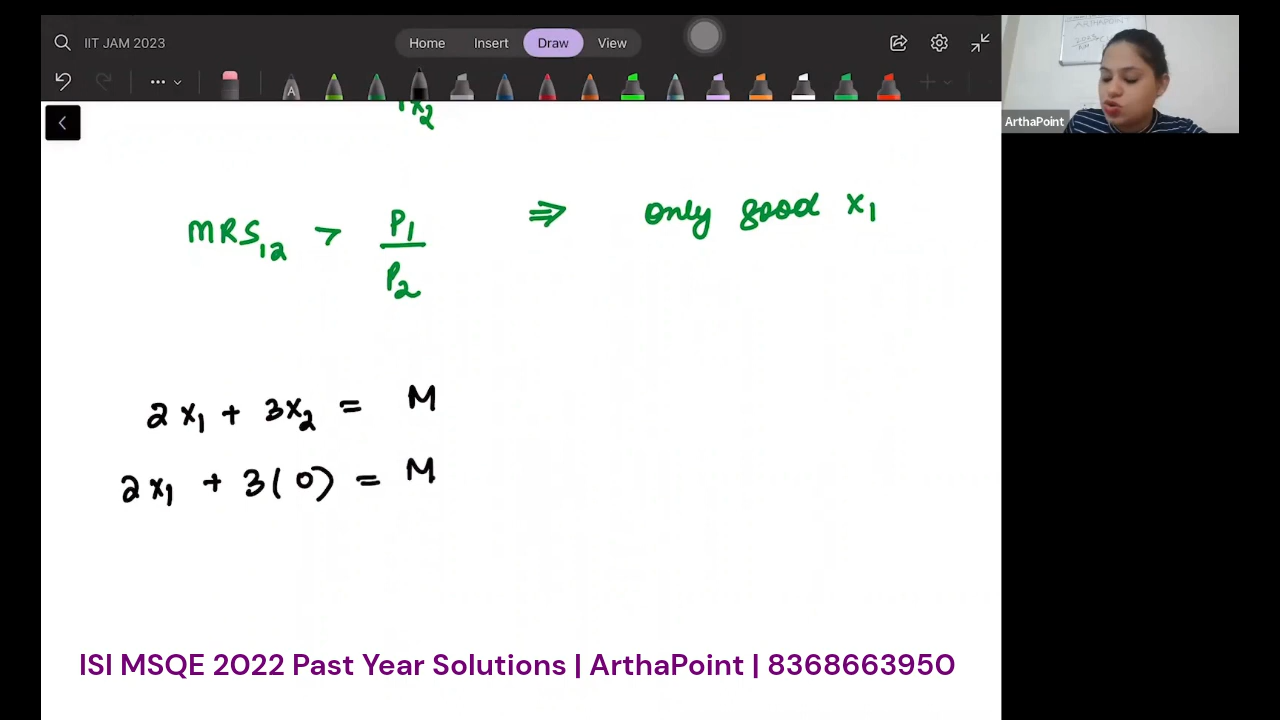 IIT JAM 2023
Home Insert Draw View
A
x₂
MRS₁₂ > P₁ / P₂ ⇒ only good x₁
ArthaPoint
2x₁ + 3x₂ = M
2x₁ + 3(0) = M
ISI MSQE 2022 Past Year Solutions | ArthaPoint | 8368663950